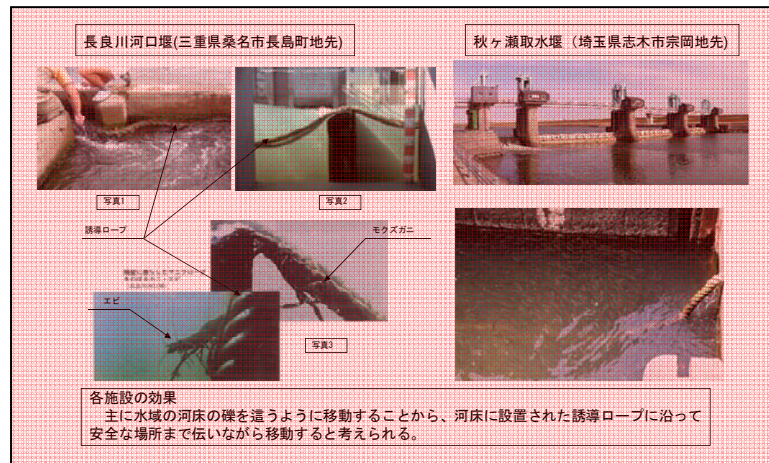 長良川河口堰(三重県桑名市長島町地先)
秋ヶ瀬取水堰（埼玉県志木市宗岡地先)
写真1
写真2
誘導ロープ
モクズガニ
エビ
写真3
各施設の効果
主に水域の河床の礫を這うように移動することから、河床に設置された誘導ロープに沿って
安全な場所まで伝いながら移動すると考えられる。